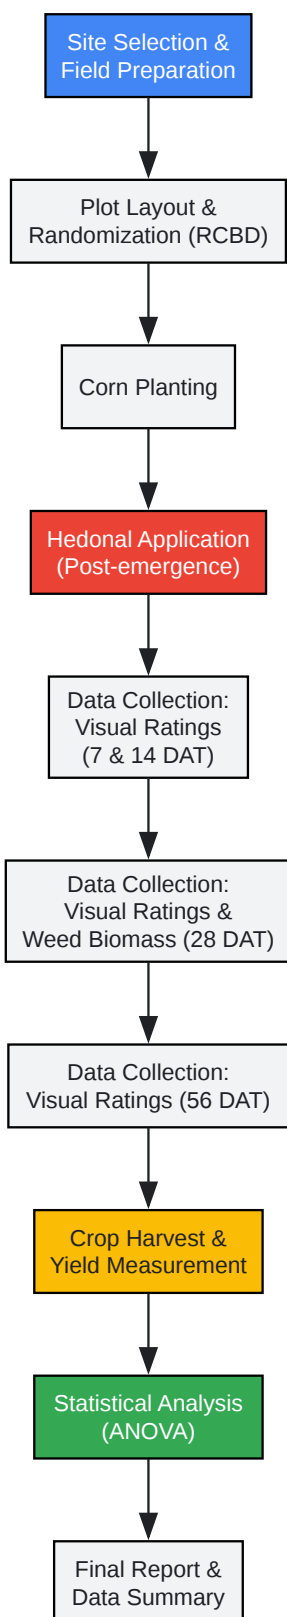 Site Selection &
Field Preparation
Plot Layout &
Randomization (RCBD)
Corn Planting
Hedonal Application
(Post-emergence)
Data Collection:
Visual Ratings
(7 & 14 DAT)
Data Collection:
Visual Ratings &
Weed Biomass (28 DAT)
Data Collection:
Visual Ratings (56 DAT)
Crop Harvest &
Yield Measurement
Statistical Analysis
(ANOVA)
Final Report &
Data Summary